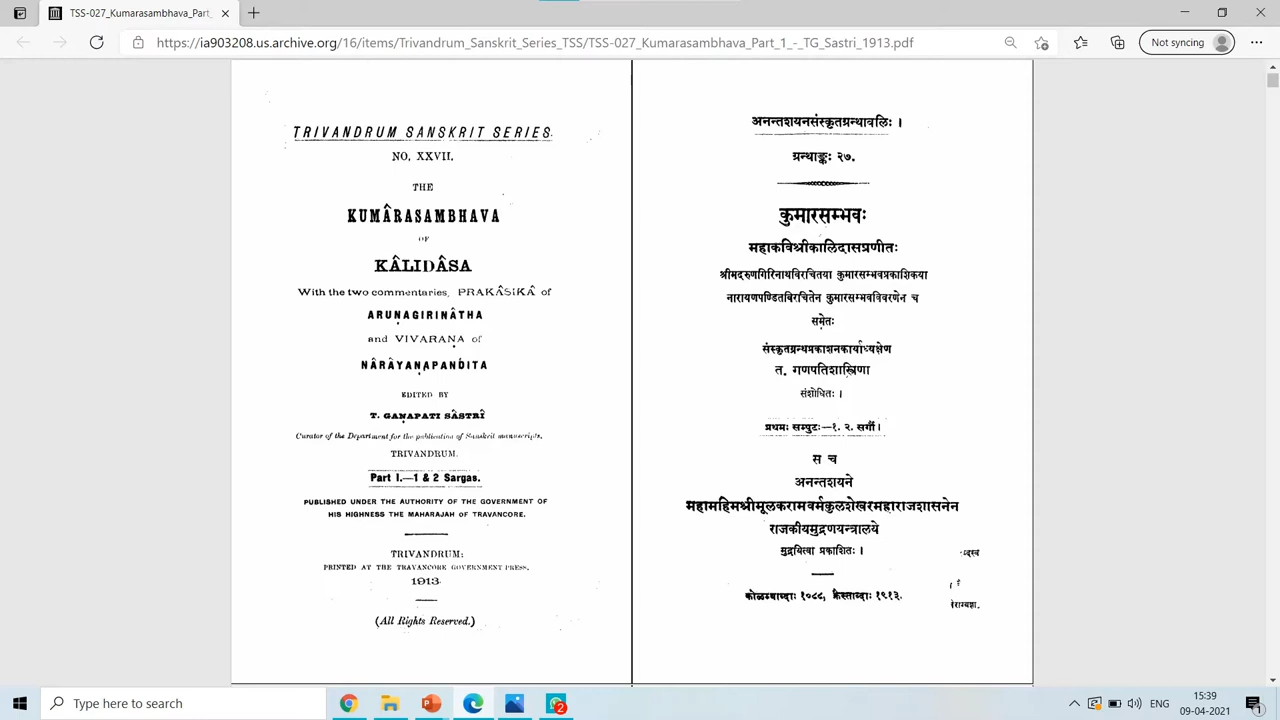 TSS-027_Kumarasambhava_Part
https://ia903208.us.archive.org/16/items/Trivandrum_Sanskrit_Series_TSS/TSS-027_Kumarasambhava_Part_1_-_TG_Sastri_1913.pdf
Not syncing
TRIVANDRUM SANSKRIT SERIES.
NO. XXVII.
THE
KUMÂRASAMBHAVA
OF
KÂLIDÂSA
With the two commentaries, PRAKÂSIKÂ of
ARUṆAGIRINÂTHA
and VIVARAṆA of
NÂRÂYAṆAPANDITA
EDITED BY
T. GAṆAPATI SÂSTRÎ
Curator of the Department for the publication of Sanskrit manuscripts,
TRIVANDRUM.
Part I.—1 & 2 Sargas.
PUBLISHED UNDER THE AUTHORITY OF THE GOVERNMENT OF
HIS HIGHNESS THE MAHARAJAH OF TRAVANCORE.
TRIVANDRUM:
PRINTED AT THE TRAVANCORE GOVERNMENT PRESS,
1913.
(All Rights Reserved.)
अनन्तशयनसंस्कृतग्रन्थावलिः ।
ग्रन्थाङ्कः २७.
कुमारसम्भवः
महाकविश्रीकालिदासप्रणीतः
श्रीमदरुणगिरिनाथविरचितया कुमारसम्भवप्रकाशिकया
नारायणपण्डितविरचितेन कुमारसम्भवविवरणेन च
समेतः
संस्कृतग्रन्थप्रकाशनकार्याध्यक्षेण
त. गणपतिशास्त्रिणा
संशोधितः ।
प्रथमः सम्पुटः—१. २. सर्गौ ।
स च
अनन्तशयने
महामहिमश्रीमूलकरामवर्मकुलशेखरमहाराजशासनेन
राजकीयमुद्रणयन्त्रालये
मुद्रयित्वा प्रकाशितः ।
कोळम्बाब्दाः १०८८, क्रैस्ताब्दाः १९१३.
Type here to search
2
ENG
15:39
09-04-2021
1